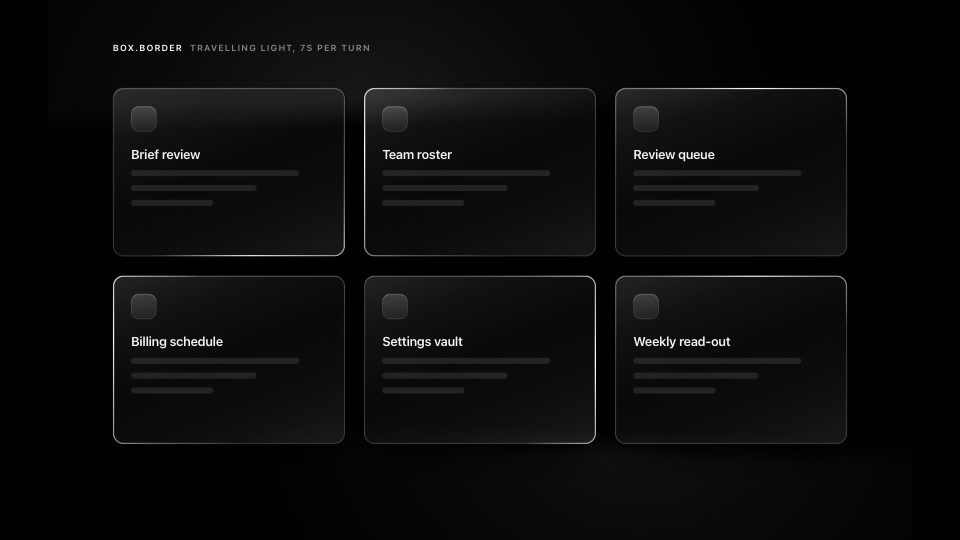 BOX.BORDER TRAVELLING LIGHT, 7S PER TURN
Brief review
Team roster
Review queue
Billing schedule
Settings vault
Weekly read-out